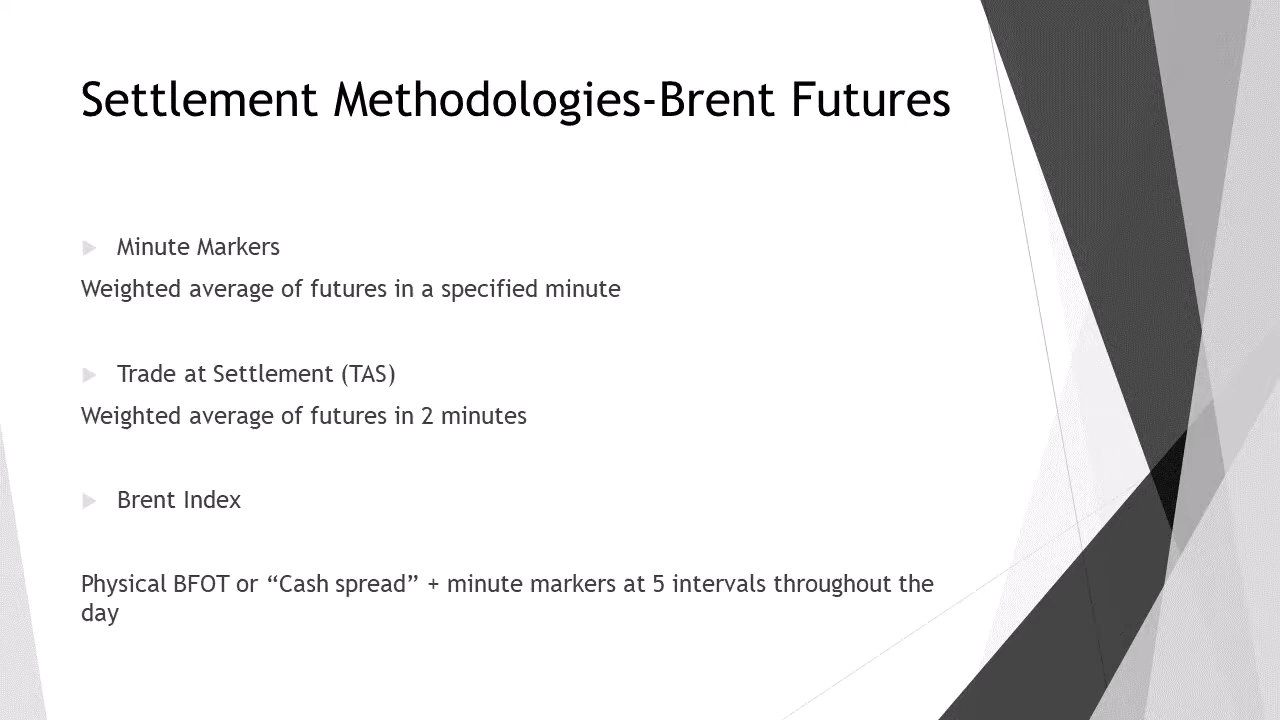 Settlement Methodologies-Brent Futures
Minute Markers
Weighted average of futures in a specified minute
Trade at Settlement (TAS)
Weighted average of futures in 2 minutes
Brent Index
Physical BFOT or “Cash spread” + minute markers at 5 intervals throughout the
day